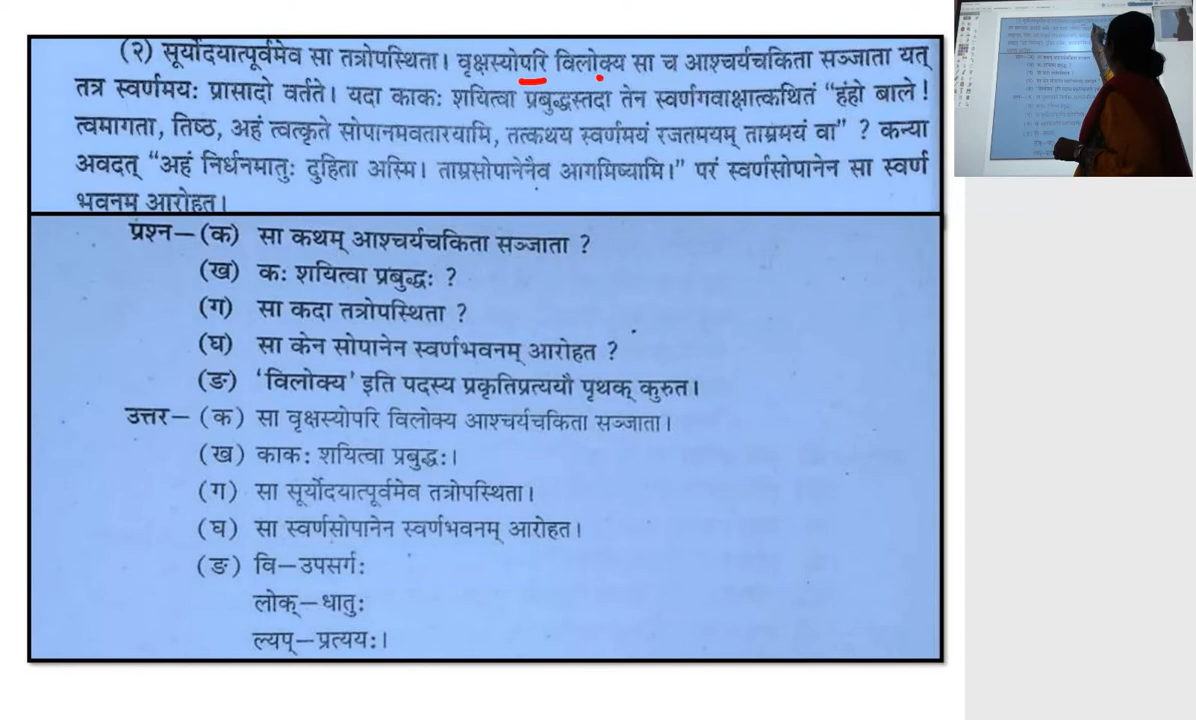 (२) सूर्योदयात्पूर्वमेव सा तत्रोपस्थिता। वृक्षस्योपरि विलोक्य सा च आश्चर्यचकिता सञ्जाता यत्
तत्र स्वर्णमयः प्रासादो वर्तते। यदा काकः शयित्वा प्रबुद्धस्तदा तेन स्वर्णगवाक्षात्कथितं "हंहो बाले!
त्वमागता, तिष्ठ, अहं त्वत्कृते सोपानमवतारयामि, तत्कथय स्वर्णमयं रजतमयम् ताम्रमयं वा" ? कन्या
अवदत् "अहं निर्धनमातुः दुहिता अस्मि। ताम्रसोपानेनैव आगमिष्यामि।" परं स्वर्णसोपानेन सा स्वर्ण
भवनम् आरोहत।
प्रश्न— (क) सा कथम् आश्चर्यचकिता सञ्जाता ?
(ख) कः शयित्वा प्रबुद्धः ?
(ग) सा कदा तत्रोपस्थिता ?
(घ) सा केन सोपानेन स्वर्णभवनम् आरोहत ?
(ङ) 'विलोक्य' इति पदस्य प्रकृतिप्रत्ययौ पृथक् कुरुत।
उत्तर— (क) सा वृक्षस्योपरि विलोक्य आश्चर्यचकिता सञ्जाता।
(ख) काकः शयित्वा प्रबुद्धः।
(ग) सा सूर्योदयात्पूर्वमेव तत्रोपस्थिता।
(घ) सा स्वर्णसोपानेन स्वर्णभवनम् आरोहत।
(ङ) वि—उपसर्गः
लोक्—धातुः
ल्यप्—प्रत्ययः।